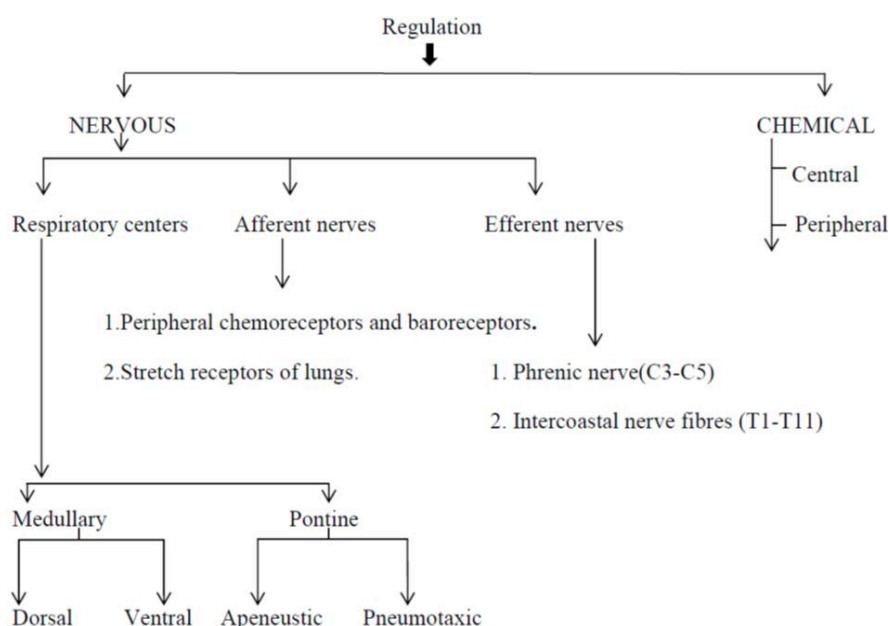 Regulation
NERVOUS
CHEMICAL
Central
Respiratory centers
Afferent nerves
Efferent nerves
Peripheral
1.Peripheral chemoreceptors and baroreceptors.
2.Stretch receptors of lungs.
1. Phrenic nerve(C3-C5)
2. Intercoastal nerve fibres (T1-T11)
Medullary
Pontine
Dorsal
Ventral
Apeneustic
Pneumotaxic